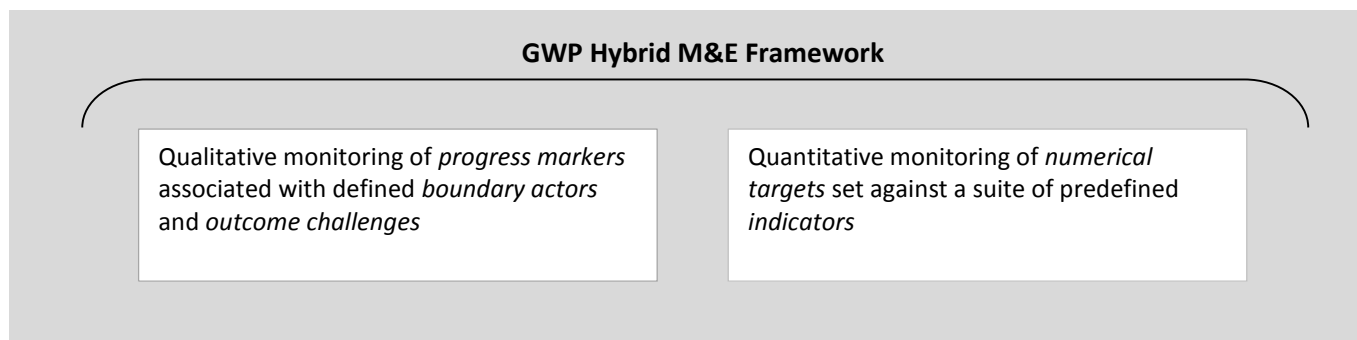 GWP Hybrid M&E Framework
Qualitative monitoring of progress markers
associated with defined boundary actors
and outcome challenges
Quantitative monitoring of numerical
targets set against a suite of predefined
indicators